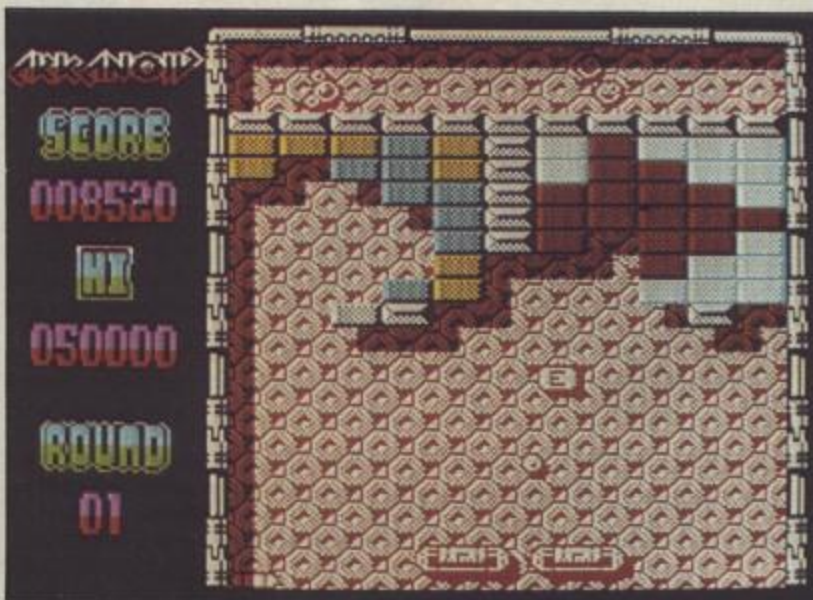 ARKANOID
SCORE
008520
HI
050000
ROUND
01
E